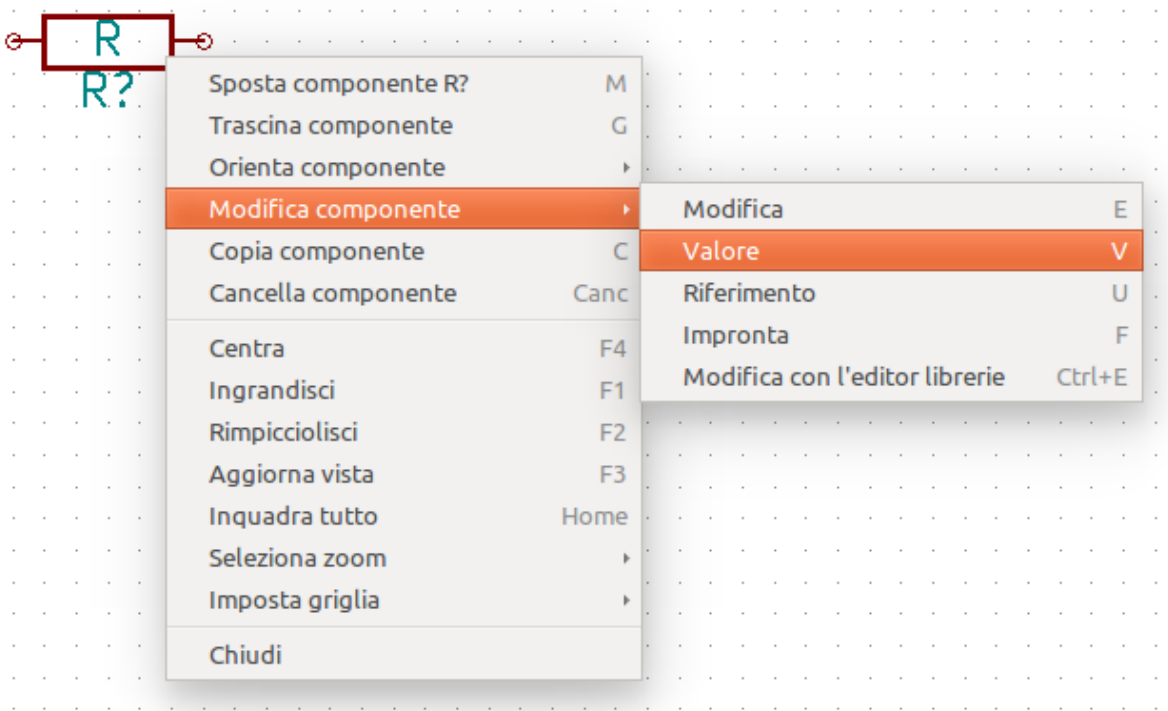 R
R?
Sposta componente R? M
Trascina componente G
Orienta componente
Modifica componente
Copia componente C
Cancella componente Canc
Centra F4
Ingrandisci F1
Rimpicciolisci F2
Aggiorna vista F3
Inquadra tutto Home
Seleziona zoom
Imposta griglia
Chiudi
Modifica E
Valore V
Riferimento U
Impronta F
Modifica con l'editor librerie Ctrl+E